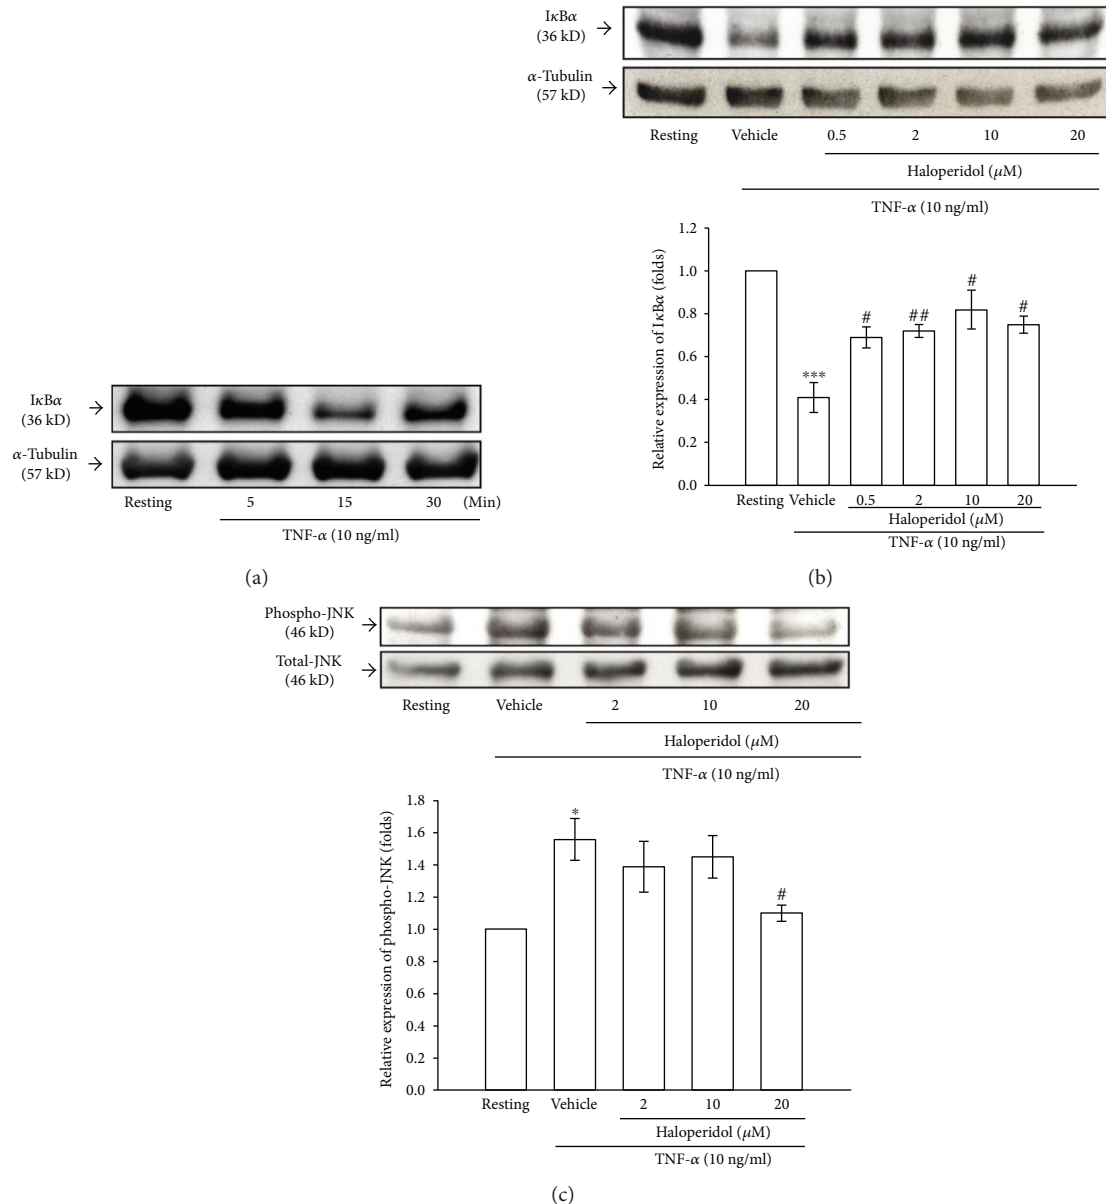 IκBα
(36 kD)
α-Tubulin
(57 kD)
Resting 5 15 30 (Min)
TNF-α (10 ng/ml)
(a)
IκBα
(36 kD)
α-Tubulin
(57 kD)
Resting Vehicle 0.5 2 10 20
Haloperidol (μM)
TNF-α (10 ng/ml)
Relative expression of IκBα (folds)
1.2
1.0
0.8
0.6
0.4
0.2
0.0
***
#
##
#
#
Resting Vehicle 0.5 2 10 20
Haloperidol (μM)
TNF-α (10 ng/ml)
(b)
Phospho-JNK
(46 kD)
Total-JNK
(46 kD)
Resting Vehicle 2 10 20
Haloperidol (μM)
TNF-α (10 ng/ml)
Relative expression of phospho-JNK (folds)
1.8
1.6
1.4
1.2
1.0
0.8
0.6
0.4
0.2
0.0
*
#
Resting Vehicle 2 10 20
Haloperidol (μM)
TNF-α (10 ng/ml)
(c)